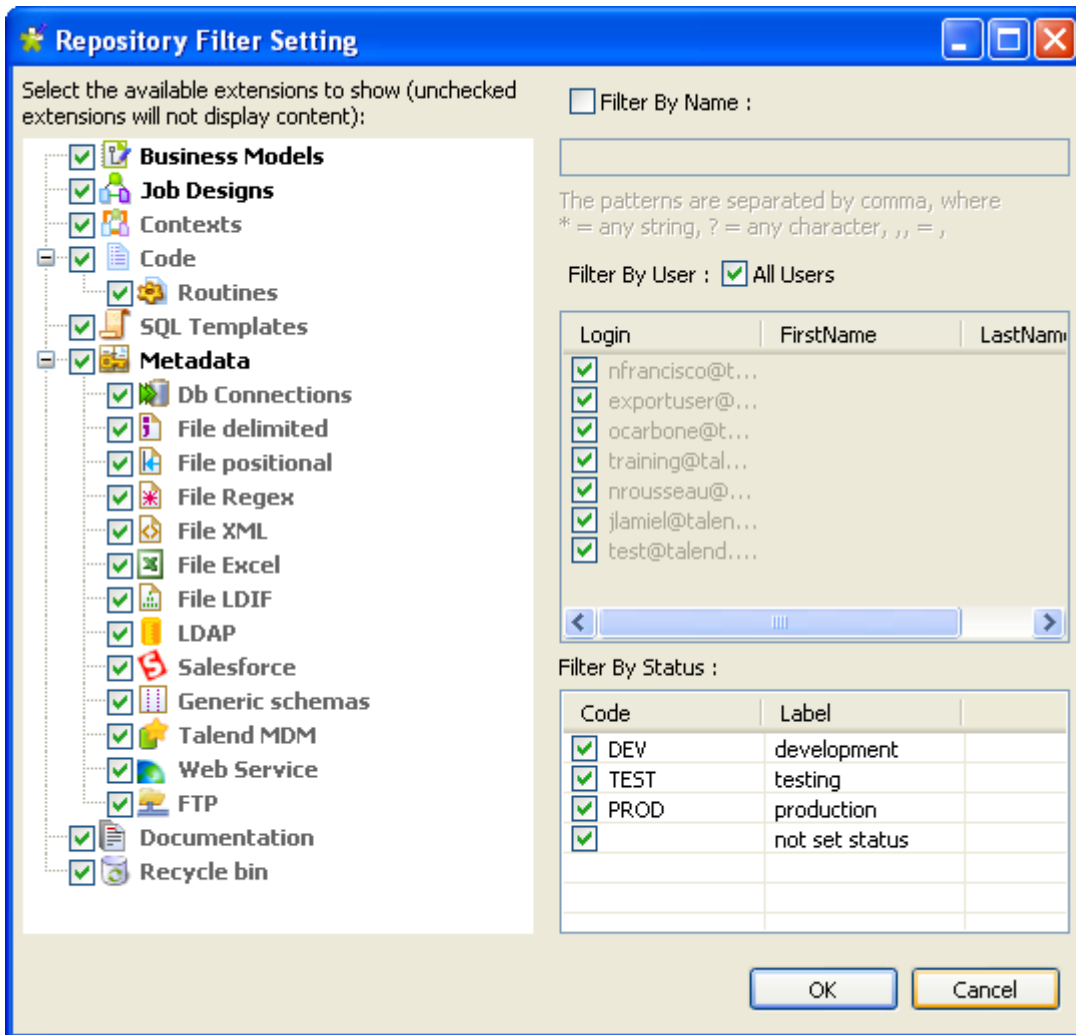 Repository Filter Setting
Select the available extensions to show (unchecked
extensions will not display content):
Business Models
Job Designs
Contexts
Code
Routines
SQL Templates
Metadata
Db Connections
File delimited
File positional
File Regex
File XML
File Excel
File LDIF
LDAP
Salesforce
Generic schemas
Talend MDM
Web Service
FTP
Documentation
Recycle bin
Filter By Name :
The patterns are separated by comma, where
* = any string, ? = any character, ,, = ,
Filter By User : All Users
Login FirstName LastNam
nfrancisco@t...
exportuser@...
ocarbone@t...
training@tal...
nrousseau@...
jlamiel@talen...
test@talend....
Filter By Status :
Code Label
DEV development
TEST testing
PROD production
not set status
OK Cancel